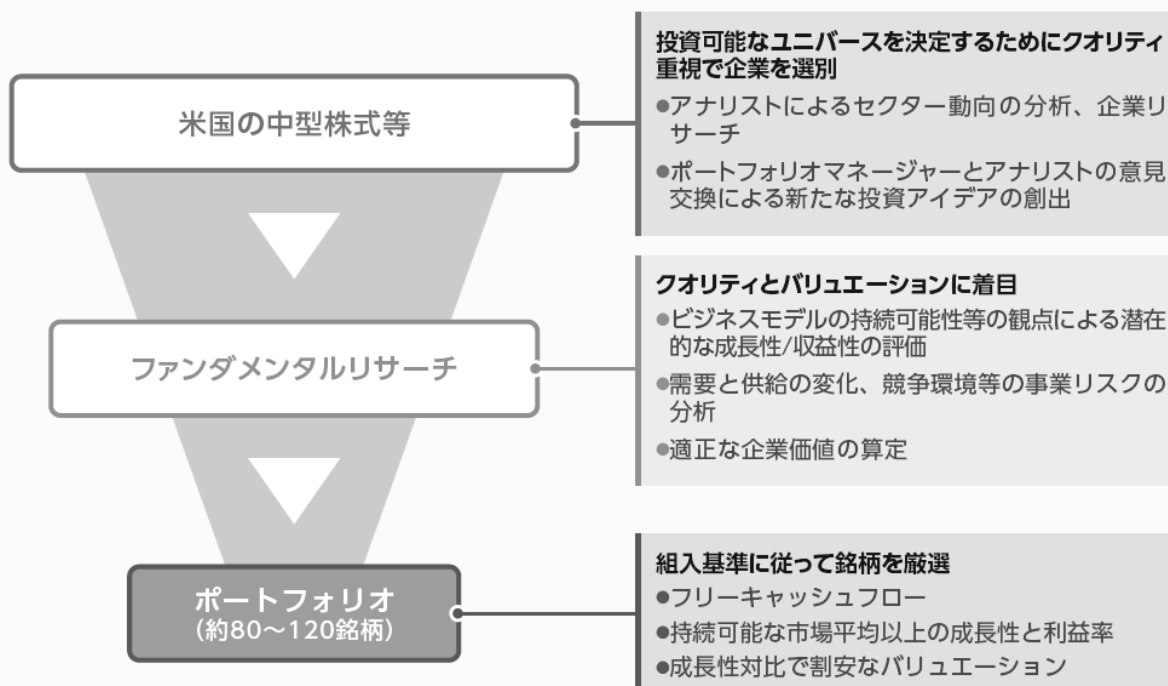 米国の中型株式等
投資可能なユニバースを決定するためにクオリティ
重視で企業を選別
●アナリストによるセクター動向の分析、企業リ
サーチ
●ポートフォリオマネージャーとアナリストの意見
交換による新たな投資アイデアの創出
ファンダメンタルリサーチ
クオリティとバリュエーションに着目
●ビジネスモデルの持続可能性等の観点による潜在
的な成長性/収益性の評価
●需要と供給の変化、競争環境等の事業リスクの
分析
●適正な企業価値の算定
ポートフォリオ
(約80〜120銘柄)
組入基準に従って銘柄を厳選
●フリーキャッシュフロー
●持続可能な市場平均以上の成長性と利益率
●成長性対比で割安なバリュエーション